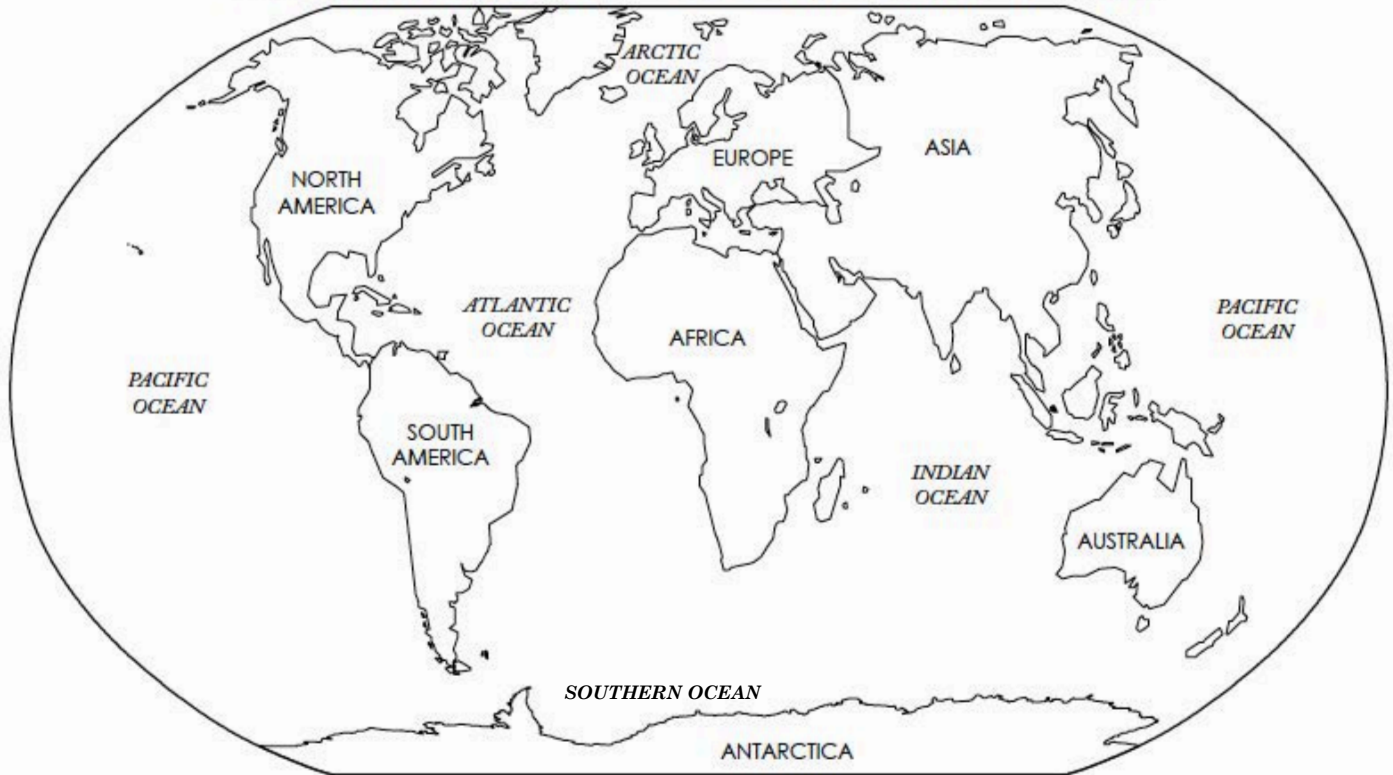 ARCTIC
OCEAN
EUROPE
ASIA
NORTH
AMERICA
ATLANTIC
OCEAN
AFRICA
PACIFIC
OCEAN
PACIFIC
OCEAN
SOUTH
AMERICA
INDIAN
OCEAN
AUSTRALIA
SOUTHERN OCEAN
ANTARCTICA